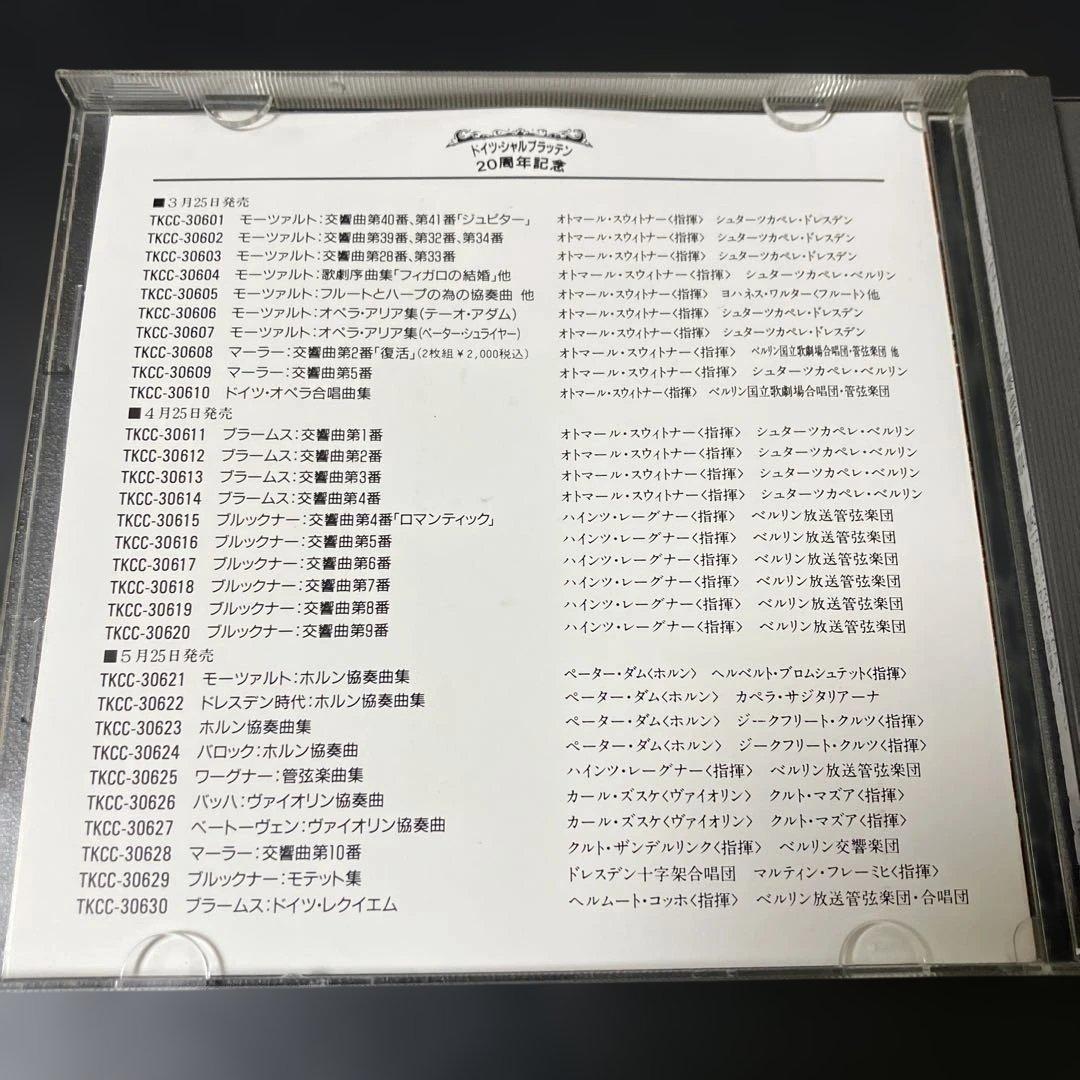 ドイツ・シャルプラッテン
20周年記念
■3月25日発売
TKCC-30601 モーツァルト:交響曲第40番、第41番「ジュピター」 オトマール・スウィトナー〈指揮〉 シュターツカペレ・ドレスデン
TKCC-30602 モーツァルト:交響曲第39番、第32番、第34番 オトマール・スウィトナー〈指揮〉 シュターツカペレ・ドレスデン
TKCC-30603 モーツァルト:交響曲第28番、第33番 オトマール・スウィトナー〈指揮〉 シュターツカペレ・ドレスデン
TKCC-30604 モーツァルト:歌劇序曲集「フィガロの結婚」他 オトマール・スウィトナー〈指揮〉 シュターツカペレ・ベルリン
TKCC-30605 モーツァルト:フルートとハープの為の協奏曲 他 オトマール・スウィトナー〈指揮〉 ヨハネス・ワルター〈フルート〉他
TKCC-30606 モーツァルト:オペラ・アリア集(テーオ・アダム) オトマール・スウィトナー〈指揮〉 シュターツカペレ・ドレスデン
TKCC-30607 モーツァルト:オペラ・アリア集(ペーター・シュライヤー) オトマール・スウィトナー〈指揮〉 シュターツカペレ・ドレスデン
TKCC-30608 マーラー:交響曲第2番「復活」(2枚組¥2,000税込) オトマール・スウィトナー〈指揮〉 ベルリン国立歌劇場合唱団・管弦楽団 他
TKCC-30609 マーラー:交響曲第5番 オトマール・スウィトナー〈指揮〉 シュターツカペレ・ベルリン
TKCC-30610 ドイツ・オペラ合唱曲集 オトマール・スウィトナー〈指揮〉 ベルリン国立歌劇場合唱団・管弦楽団
■4月25日発売
TKCC-30611 ブラームス:交響曲第1番 オトマール・スウィトナー〈指揮〉 シュターツカペレ・ベルリン
TKCC-30612 ブラームス:交響曲第2番 オトマール・スウィトナー〈指揮〉 シュターツカペレ・ベルリン
TKCC-30613 ブラームス:交響曲第3番 オトマール・スウィトナー〈指揮〉 シュターツカペレ・ベルリン
TKCC-30614 ブラームス:交響曲第4番 オトマール・スウィトナー〈指揮〉 シュターツカペレ・ベルリン
TKCC-30615 ブルックナー:交響曲第4番「ロマンティック」 ハインツ・レーグナー〈指揮〉 ベルリン放送管弦楽団
TKCC-30616 ブルックナー:交響曲第5番 ハインツ・レーグナー〈指揮〉 ベルリン放送管弦楽団
TKCC-30617 ブルックナー:交響曲第6番 ハインツ・レーグナー〈指揮〉 ベルリン放送管弦楽団
TKCC-30618 ブルックナー:交響曲第7番 ハインツ・レーグナー〈指揮〉 ベルリン放送管弦楽団
TKCC-30619 ブルックナー:交響曲第8番 ハインツ・レーグナー〈指揮〉 ベルリン放送管弦楽団
TKCC-30620 ブルックナー:交響曲第9番 ハインツ・レーグナー〈指揮〉 ベルリン放送管弦楽団
■5月25日発売
TKCC-30621 モーツァルト:ホルン協奏曲集 ペーター・ダム〈ホルン〉 ヘルベルト・ブロムシュテット〈指揮〉
TKCC-30622 ドレスデン時代:ホルン協奏曲集 ペーター・ダム〈ホルン〉 カペラ・サジタリアーナ
TKCC-30623 ホルン協奏曲集 ペーター・ダム〈ホルン〉 ジークフリート・クルツ〈指揮〉
TKCC-30624 バロック:ホルン協奏曲 ペーター・ダム〈ホルン〉 ジークフリート・クルツ〈指揮〉
TKCC-30625 ワーグナー:管弦楽曲集 ハインツ・レーグナー〈指揮〉 ベルリン放送管弦楽団
TKCC-30626 バッハ:ヴァイオリン協奏曲 カール・ズスケ〈ヴァイオリン〉 クルト・マズア〈指揮〉
TKCC-30627 ベートーヴェン:ヴァイオリン協奏曲 カール・ズスケ〈ヴァイオリン〉 クルト・マズア〈指揮〉
TKCC-30628 マーラー:交響曲第10番 クルト・ザンデルリンク〈指揮〉 ベルリン交響楽団
TKCC-30629 ブルックナー:モテット集 ドレスデン十字架合唱団 マルティン・フレーミヒ〈指揮〉
TKCC-30630 ブラームス:ドイツ・レクイエム ヘルムート・コッホ〈指揮〉 ベルリン放送管弦楽団・合唱団